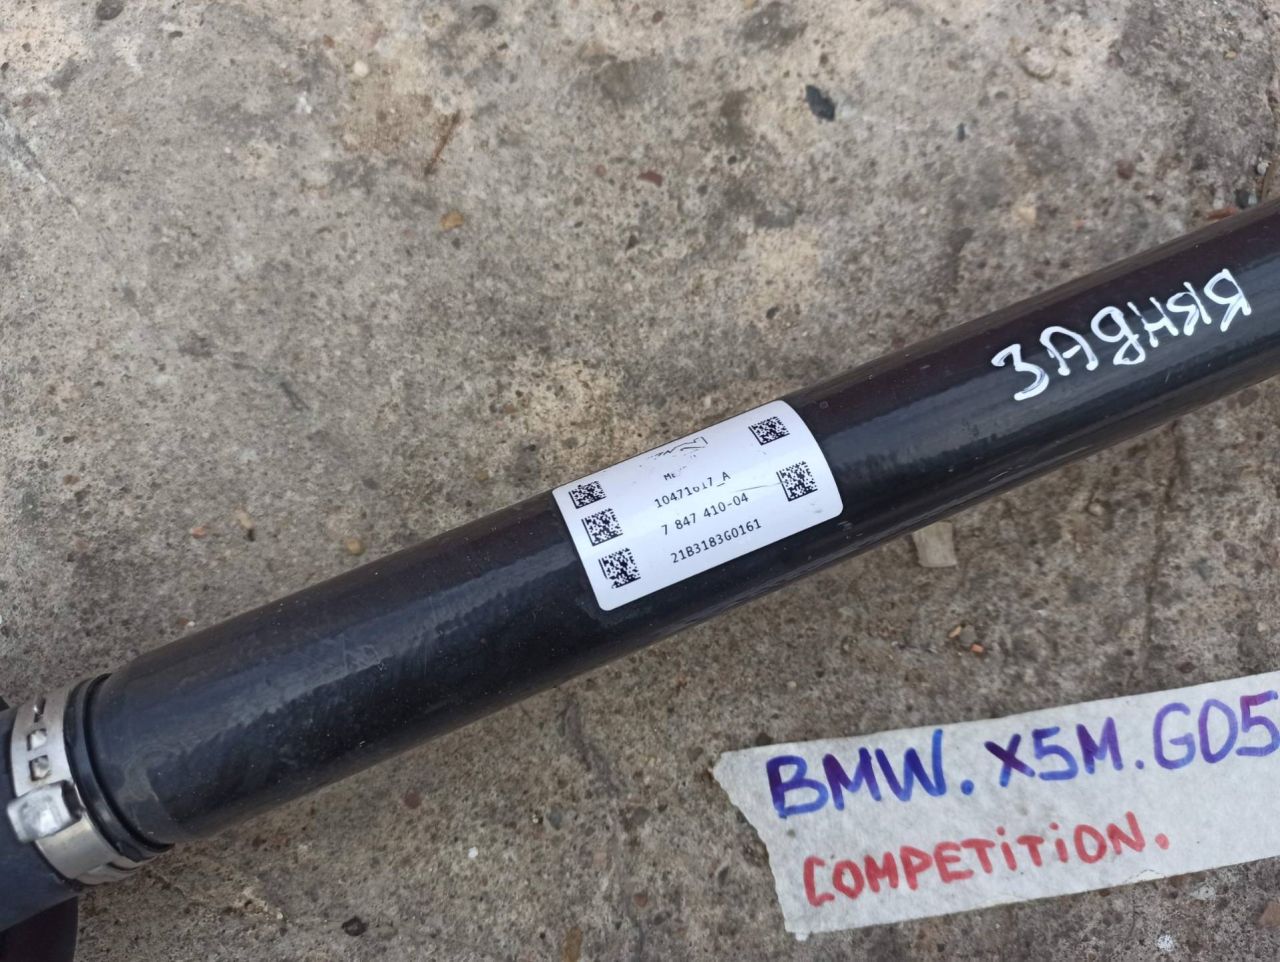 ЗАДНЯЯ
7 847 410-04
21B3183G0161
BMW. X5M. G05
COMPETITION.